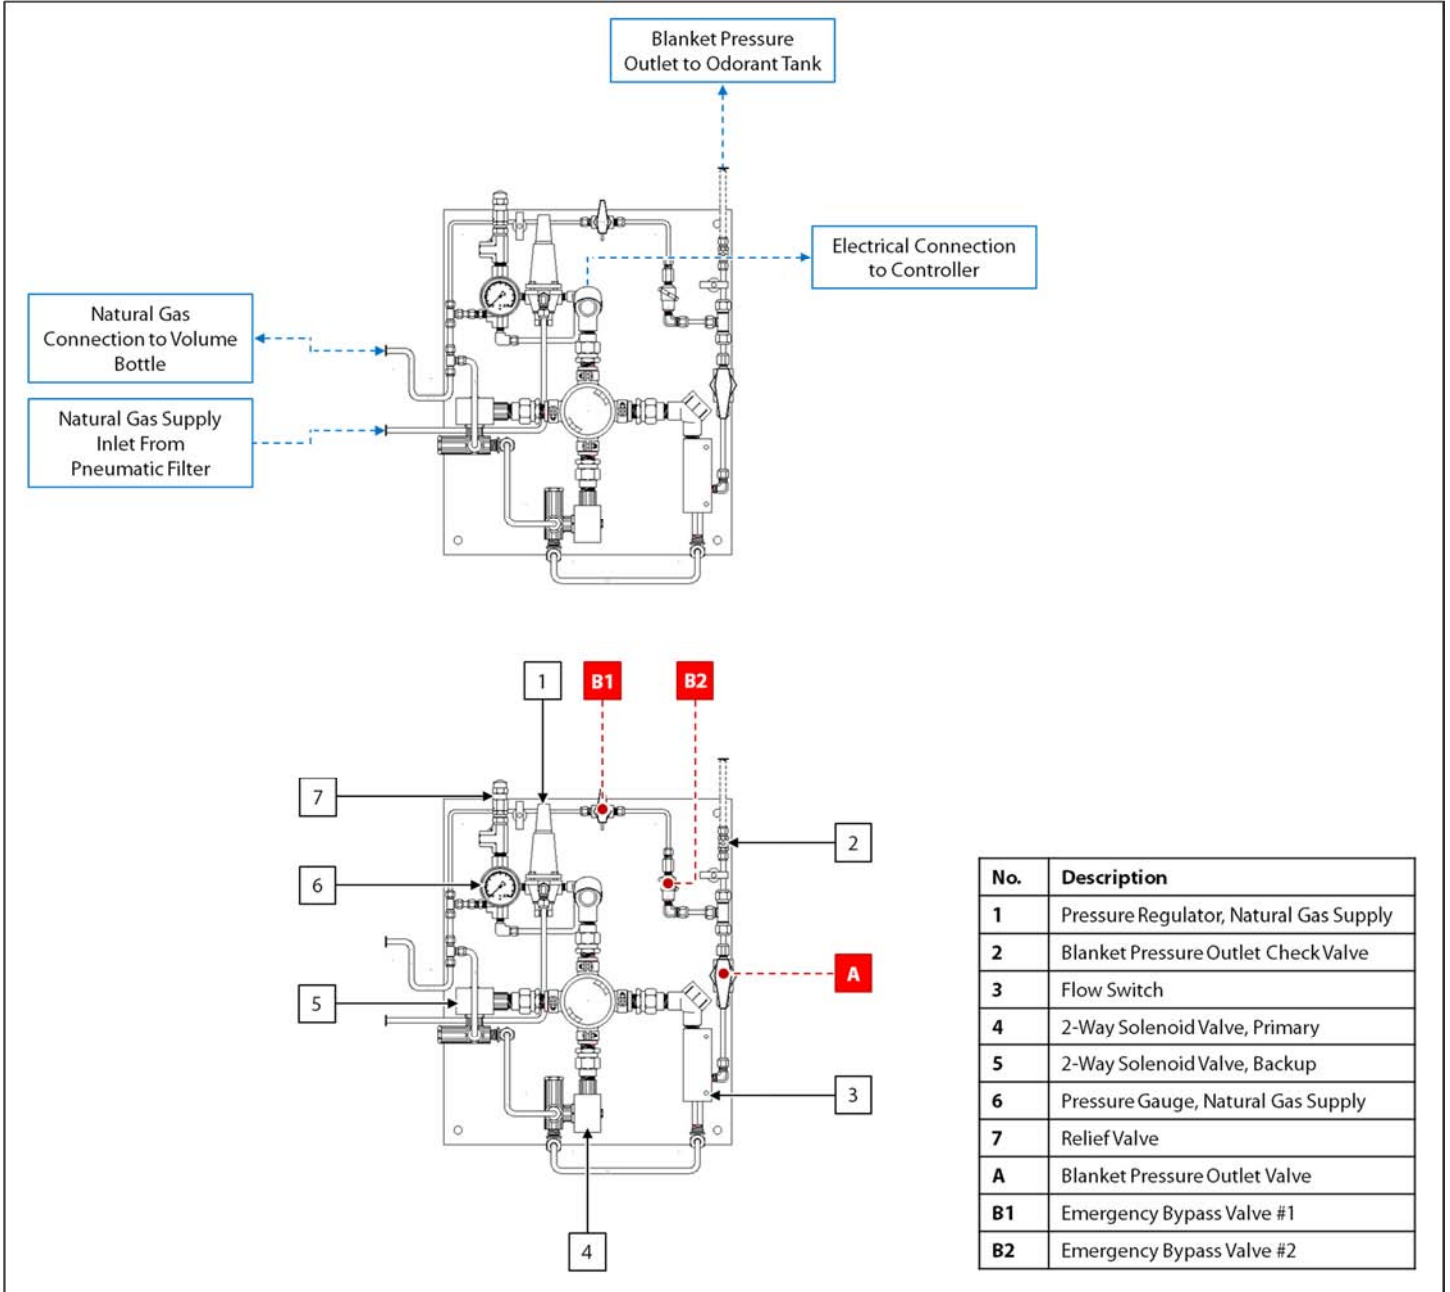 Blanket Pressure
Outlet to Odorant Tank
Electrical Connection
to Controller
Natural Gas
Connection to Volume
Bottle
Natural Gas Supply
Inlet From
Pneumatic Filter
1
B1
B2
7
2
6
A
5
3
4
No. Description
1 Pressure Regulator, Natural Gas Supply
2 Blanket Pressure Outlet Check Valve
3 Flow Switch
4 2-Way Solenoid Valve, Primary
5 2-Way Solenoid Valve, Backup
6 Pressure Gauge, Natural Gas Supply
7 Relief Valve
A Blanket Pressure Outlet Valve
B1 Emergency Bypass Valve #1
B2 Emergency Bypass Valve #2